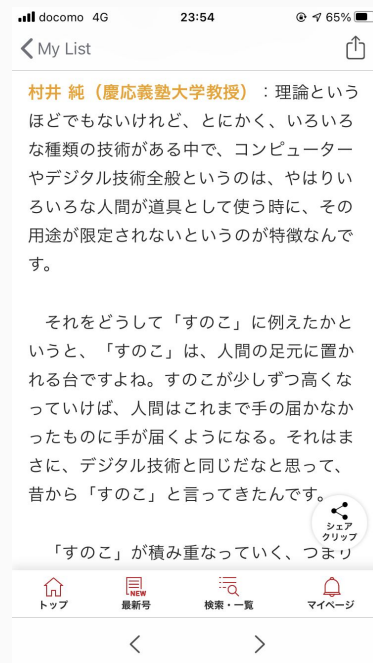 docomo 4G 23:54 65%
My List
村井 純（慶応義塾大学教授）：理論という
ほどでもないけれど、とにかく、いろいろ
な種類の技術がある中で、コンピューター
やデジタル技術全般というのは、やはりい
ろいろな人間が道具として使う時に、その
用途が限定されないというのが特徴なんで
す。
それをどうして「すのこ」に例えたかと
いうと、「すのこ」は、人間の足元に置か
れる台ですよね。すのこが少しずつ高くな
っていけば、人間はこれまで手の届かなか
ったものに手が届くようになる。それはま
さに、デジタル技術と同じだなと思って、
昔から「すのこ」と言ってきたんです。
シェア
クリップ
「すのこ」が積み重なっていく、つまり
NEW
トップ 最新号 検索・一覧 マイページ